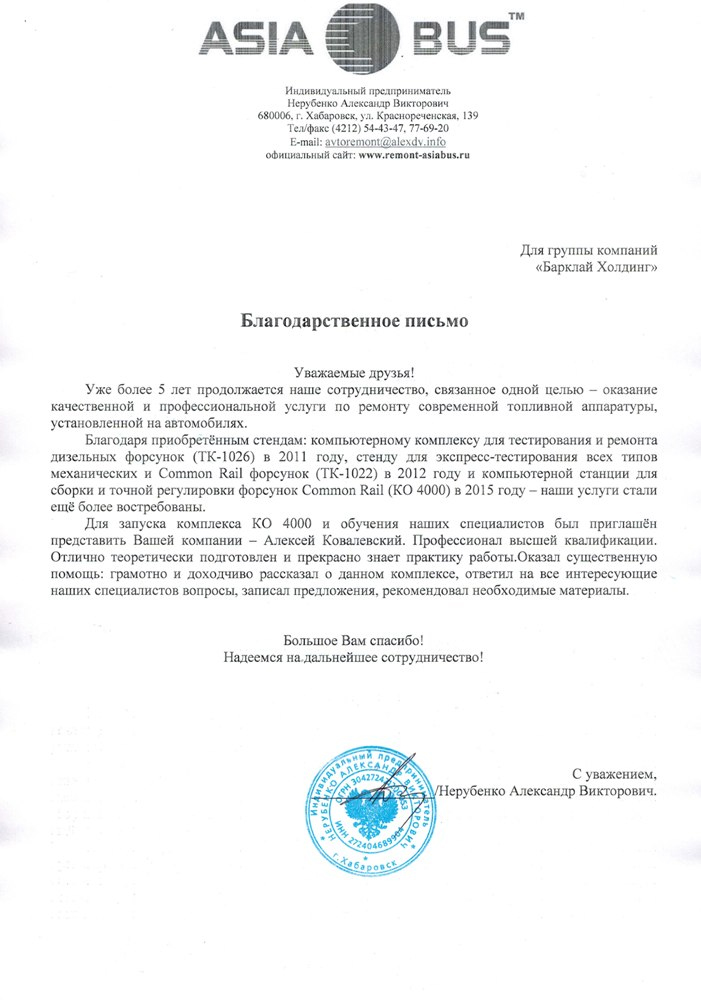 ASIA BUS™
Индивидуальный предприниматель
Нерубенко Александр Викторович
680006, г. Хабаровск, ул. Краснореченская, 139
Тел/факс (4212) 54-43-47, 77-69-20
E-mail: avtoremont@alexdv.info
официальный сайт: www.remont-asiabus.ru
Для группы компаний
«Барклай Холдинг»
Благодарственное письмо
Уважаемые друзья!
Уже более 5 лет продолжается наше сотрудничество, связанное одной целью – оказание
качественной и профессиональной услуги по ремонту современной топливной аппаратуры,
установленной на автомобилях.
Благодаря приобретённым стендам: компьютерному комплексу для тестирования и ремонта
дизельных форсунок (ТК-1026) в 2011 году, стенду для экспресс-тестирования всех типов
механических и Common Rail форсунок (ТК-1022) в 2012 году и компьютерной станции для
сборки и точной регулировки форсунок Common Rail (КО 4000) в 2015 году – наши услуги стали
ещё более востребованы.
Для запуска комплекса КО 4000 и обучения наших специалистов был приглашён
представить Вашей компании – Алексей Ковалевский. Профессионал высшей квалификации.
Отлично теоретически подготовлен и прекрасно знает практику работы.Оказал существенную
помощь: грамотно и доходчиво рассказал о данном комплексе, ответил на все интересующие
наших специалистов вопросы, записал предложения, рекомендовал необходимые материалы.
Большое Вам спасибо!
Надеемся на дальнейшее сотрудничество!
С уважением,
/Нерубенко Александр Викторович.
Индивидуальный предприниматель
НЕРУБЕНКО АЛЕКСАНДР ВИКТОРОВИЧ
ОГРН
ИНН 272404689904
г.Хабаровск